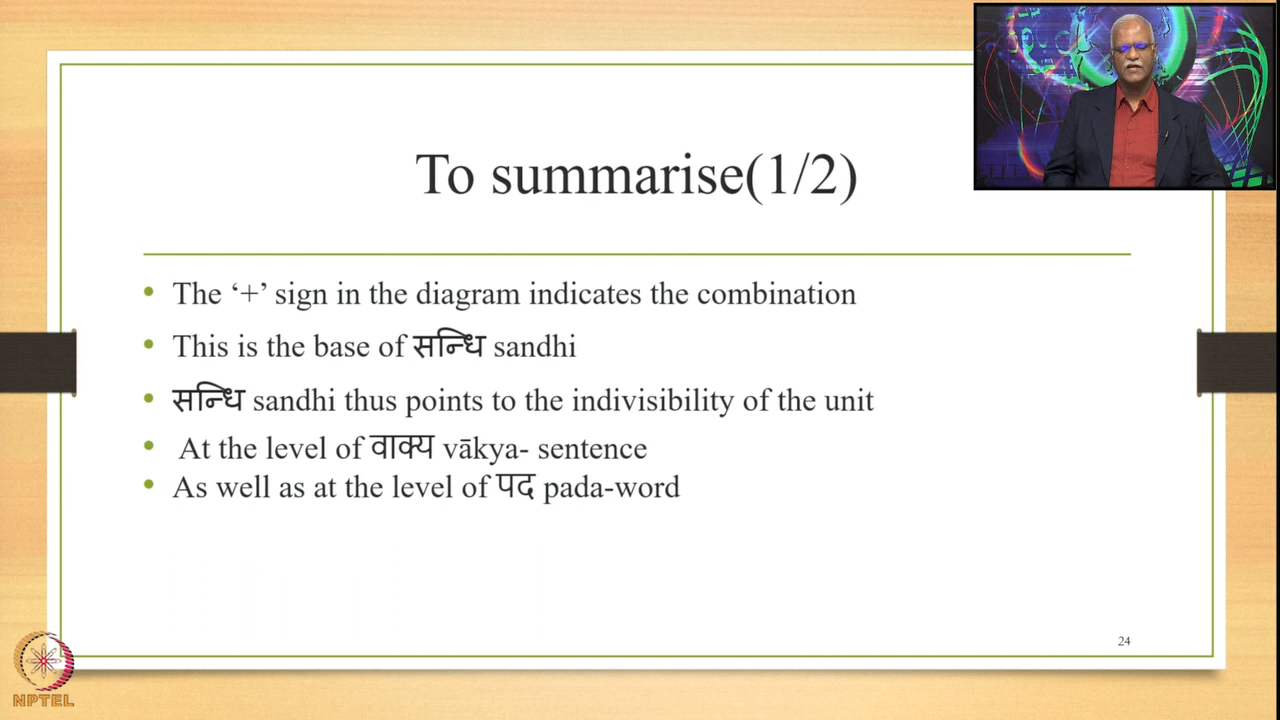 To summarise(1/2)
• The ‘+’ sign in the diagram indicates the combination
• This is the base of सन्धि sandhi
• सन्धि sandhi thus points to the indivisibility of the unit
• At the level of वाक्य vākya- sentence
• As well as at the level of पद pada-word
24
NPTEL